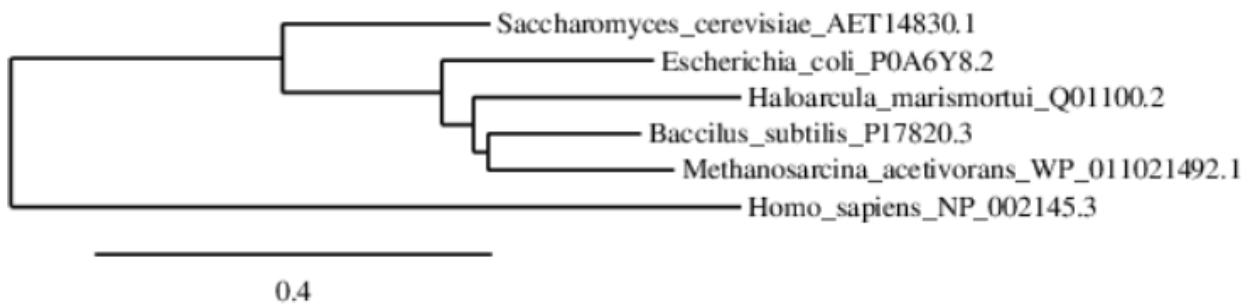 Saccharomyces_cerevisiae_AET14830.1
Escherichia_coli_P0A6Y8.2
Haloarcula_marismortui_Q01100.2
Baccilus_subtilis_P17820.3
Methanosarcina_acetivorans_WP_011021492.1
Homo_sapiens_NP_002145.3
0.4